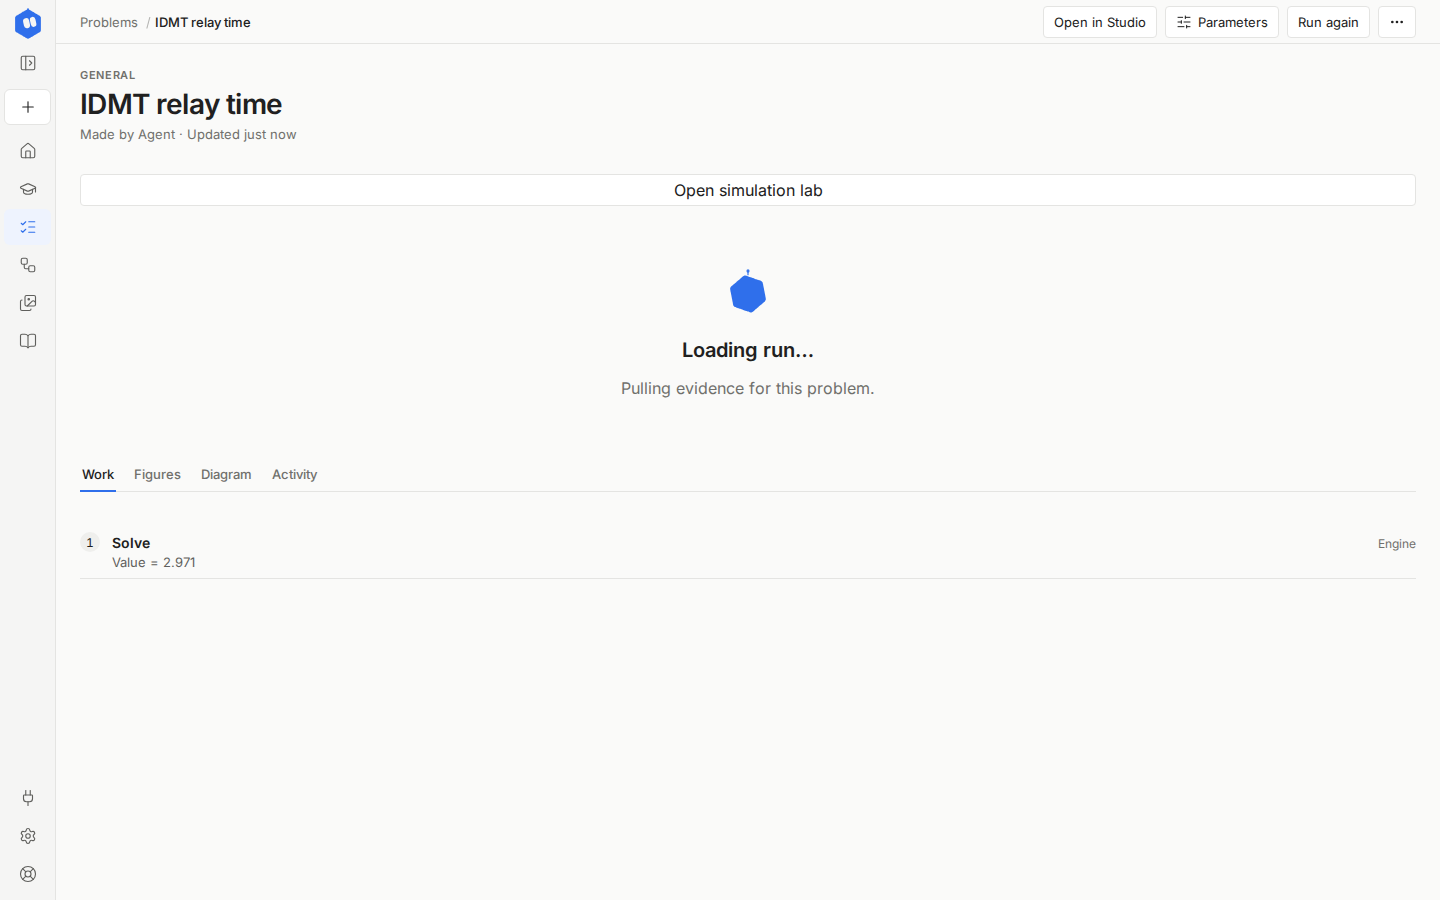 Problems / IDMT relay time
Open in Studio
Parameters
Run again
GENERAL
IDMT relay time
Made by Agent · Updated just now
Open simulation lab
Loading run...
Pulling evidence for this problem.
Work Figures Diagram Activity
1 Solve Engine
Value = 2.971